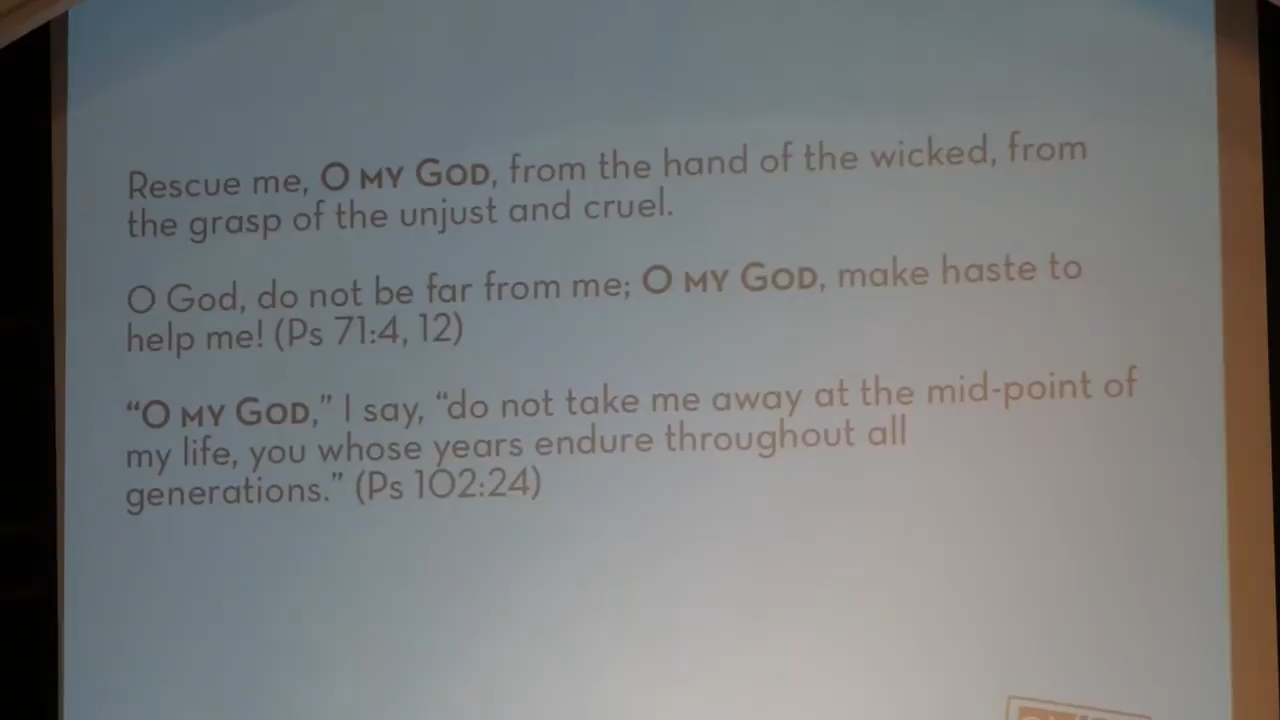 Rescue me, O MY GOD, from the hand of the wicked, from
the grasp of the unjust and cruel.
O God, do not be far from me; O MY GOD, make haste to
help me! (Ps 71:4, 12)
“O MY GOD,” I say, “do not take me away at the mid-point of
my life, you whose years endure throughout all
generations.” (Ps 102:24)